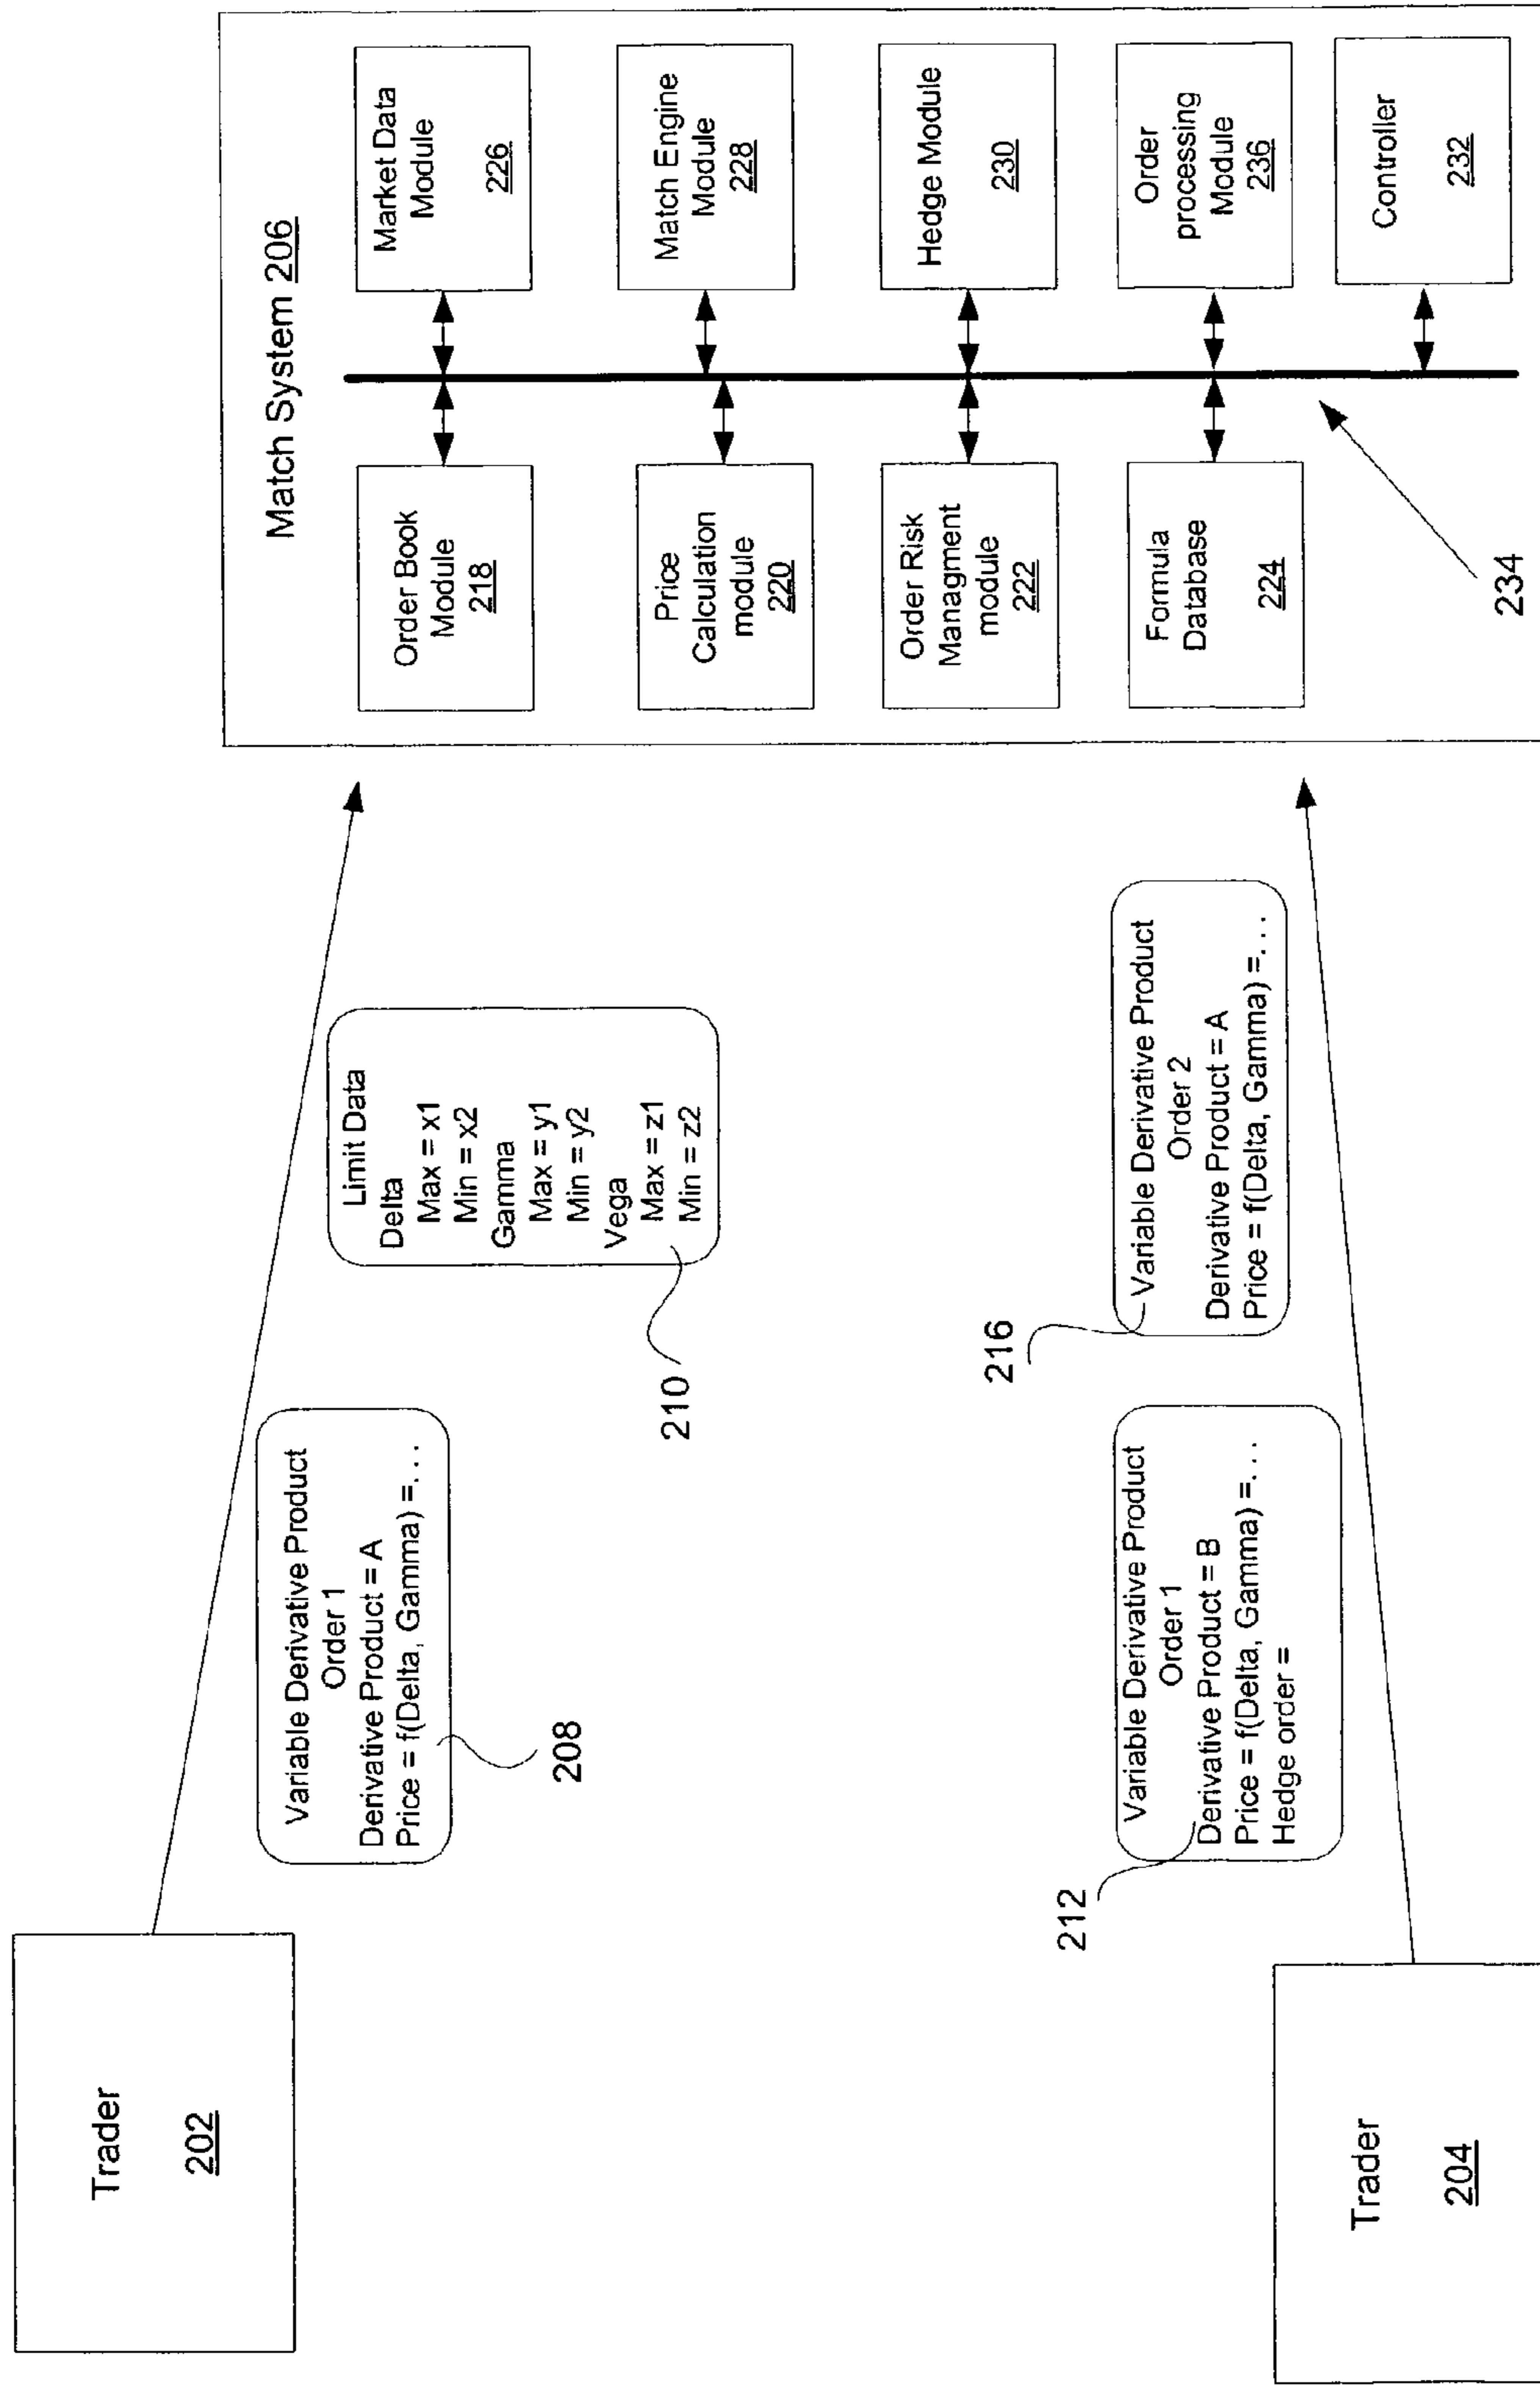 Trader
202
Variable Derivative Product
Order 1
Derivative Product = A
Price = f(Delta, Gamma) =. . .
208
Limit Data
Delta
Max = x1
Min = x2
Gamma
Max = y1
Min = y2
Vega
Max = z1
Min = z2
210
Trader
204
Variable Derivative Product
Order 1
Derivative Product = B
Price = f(Delta, Gamma) =. . .
Hedge order =
212
Variable Derivative Product
Order 2
Derivative Product = A
Price = f(Delta, Gamma) =. . .
216
Match System 206
Order Book
Module
218
Price
Calculation
module
220
Order Risk
Managment
module
222
Formula
Database
224
Market Data
Module
226
Match Engine
Module
228
Hedge Module
230
Order
processing
Module
236
Controller
232
234